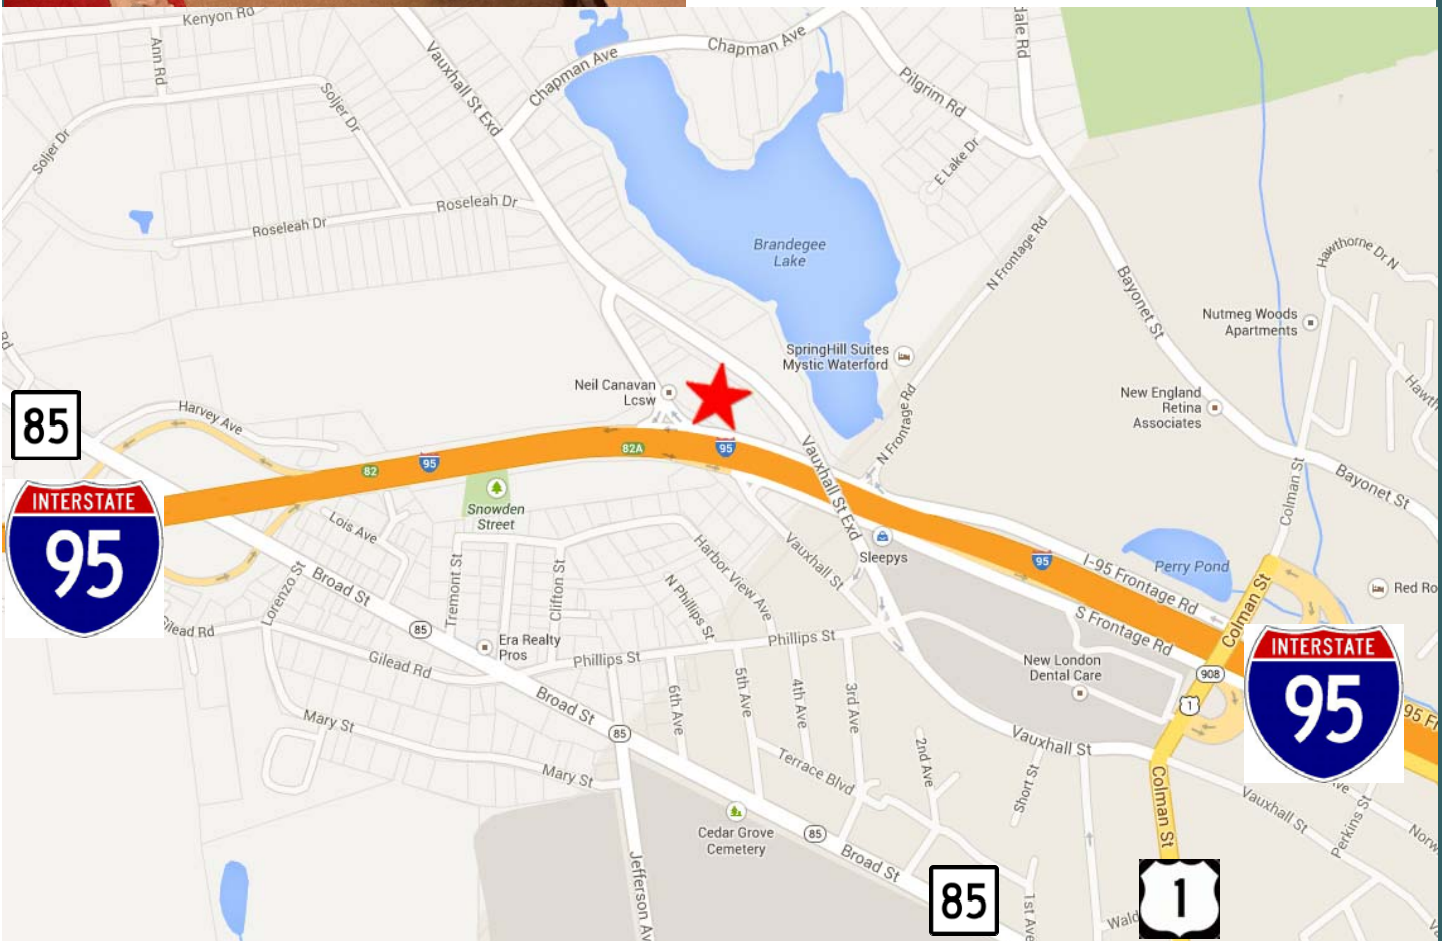 Kenyon Rd
Ann Rd
Soljer Dr
Soljer Dr
Vauxhall St Exd
Chapman Ave
Chapman Ave
Pilgrim Rd
E Lake Dr
Roseleah Dr
Roseleah Dr
Brandegee
Lake
N Frontage Rd
Bayonet St
Hawthorne Dr N
Nutmeg Woods
Apartments
SpringHill Suites
Mystic Waterford
Neil Canavan
Lcsw
New England
Retina
Associates
N Frontage Rd
85
Harvey Ave
82
95
82A
95
Vauxhall St Exd
Colman St
Bayonet St
INTERSTATE
95
Snowden
Street
Lois Ave
Sleepys
95
Perry Pond
I-95 Frontage Rd
S Frontage Rd
Colman St
Vauxhall St
Harbor View Ave
N Phillips St
Clifton St
Tremont St
Lorenzo St
Broad St
85
Gilead Rd
Era Realty
Pros
Phillips St
Phillips St
New London
Dental Care
908
1
INTERSTATE
95
Broad St
6th Ave
5th Ave
4th Ave
3rd Ave
2nd Ave
Mary St
85
Mary St
Terrace Blvd
Vauxhall St
Short St
Colman St
Vauxhall St
Perkins St
Cedar Grove
Cemetery
85
Broad St
85
1st Ave
1